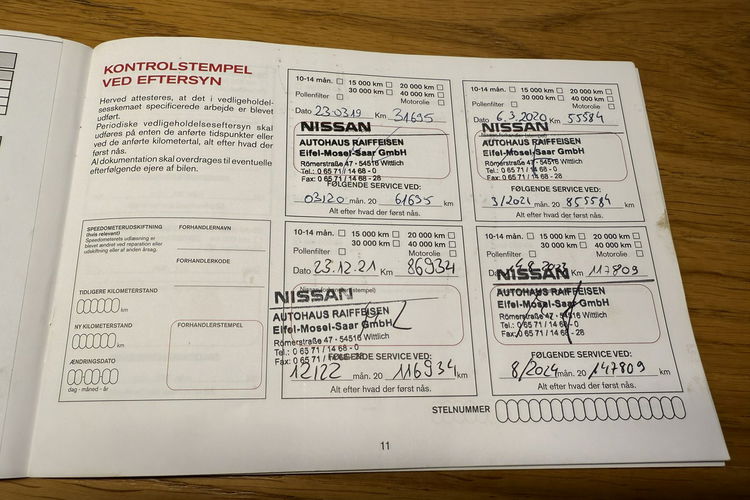 KONTROLSTEMPEL
VED EFTERSYN
Herved attesteres, at det i vedligeholdel-
sesskemaet specificerede arbejde er blevet
udført.
Periodiske vedligeholdelseseftersyn skal
udføres på enten de anførte tidspunkter eller
ved de anførte kilometertal, alt efter hvad der
først nås.
Al dokumentation skal overdrages til eventuelle
efterfølgende ejere af bilen.
10-14 mån. 15 000 km 20 000 km
30 000 km 40 000 km
Pollenfilter
Motorolie
Dato 23.03.19 Km 31635
NISSAN
AUTOHAUS RAIFFEISEN
Eifel-Mosel-Saar GmbH
Römerstraße 47 - 54516 Wittlich
Tel.: 0 65 71 / 14 68 - 0
Fax: 0 65 71 / 14 68 - 28
FØLGENDE SERVICE VED:
03/20 mån. 20 61635 km
Alt efter hvad der først nås.
10-14 mån. 15 000 km 20 000 km
30 000 km 40 000 km
Pollenfilter
Motorolie
Dato 6.3.2020 Km 55584
NISSAN
AUTOHAUS RAIFFEISEN
Eifel-Mosel-Saar GmbH
Römerstraße 47 - 54516 Wittlich
Tel.: 0 65 71 / 14 68 - 0
Fax: 0 65 71 / 14 68 - 28
FØLGENDE SERVICE VED:
3/2021 mån. 20 85584 km
Alt efter hvad der først nås.
SPEEDOMETERUDSKIFTNING
(hvis relevant)
Speedometerets udlæsning er
blevet ændret ved reparation eller
udskiftning af anden årsag.
FORHANDLERNAVN
FORHANDLERKODE
TIDLIGERE KILOMETERSTAND
km
NY KILOMETERSTAND
km
ÆNDRINGSDATO
dag - måned - år
FORHANDLERSTEMPEL
10-14 mån. 15 000 km 20 000 km
30 000 km 40 000 km
Pollenfilter
Motorolie
Dato 23.12.21 Km 86934
NISSAN
AUTOHAUS RAIFFEISEN
Eifel-Mosel-Saar GmbH
Römerstraße 47 - 54516 Wittlich
Tel.: 0 65 71 / 14 68 - 0
Fax: 0 65 71 / 14 68 - 28
FØLGENDE SERVICE VED:
12/22 mån. 20 116934 km
Alt efter hvad der først nås.
10-14 mån. 15 000 km 20 000 km
30 000 km 40 000 km
Pollenfilter
Motorolie
Km 117809
NISSAN
AUTOHAUS RAIFFEISEN
Eifel-Mosel-Saar GmbH
Römerstraße 47 - 54516 Wittlich
Tel.: 0 65 71 / 14 68 - 0
Fax: 0 65 71 / 14 68 - 28
FØLGENDE SERVICE VED:
8/2024 mån. 20 147809 km
Alt efter hvad der først nås.
STELNUMMER
11